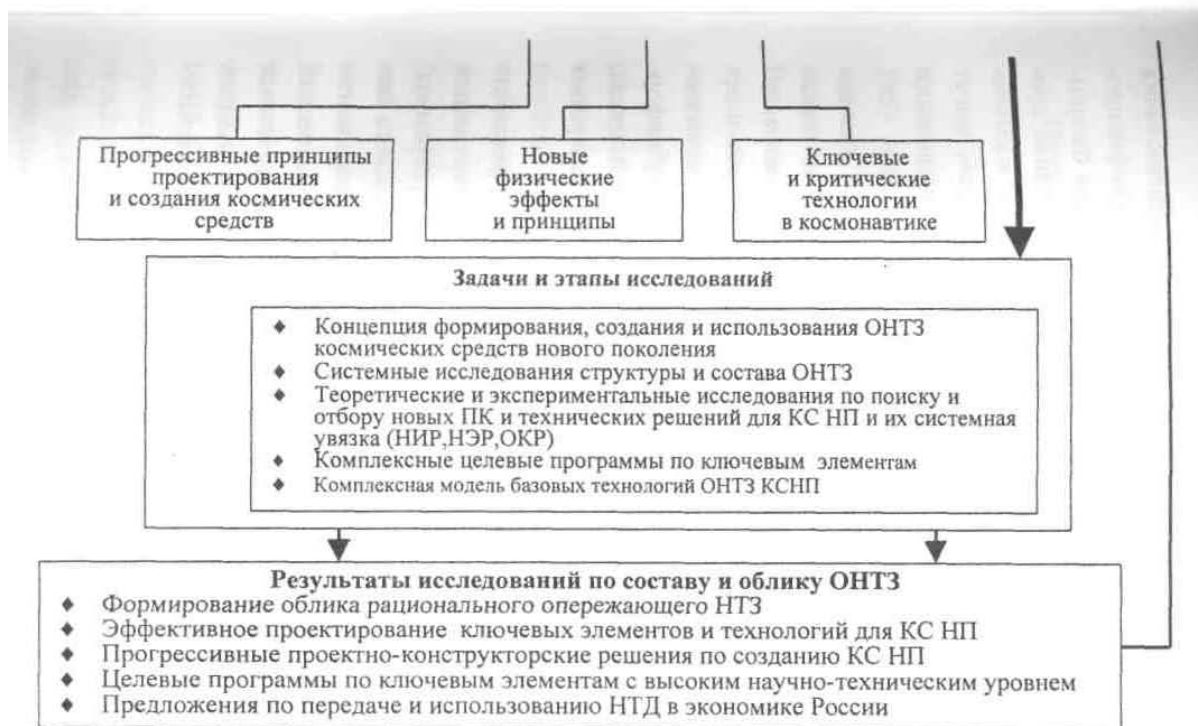 Прогрессивные принципы
проектирования
и создания космических
средств
Новые
физические
эффекты
и принципы
Ключевые
и критические
технологии
в космонавтике
Задачи и этапы исследований
♦ Концепция формирования, создания и использования ОНТЗ
космических средств нового поколения
♦ Системные исследования структуры и состава ОНТЗ
♦ Теоретические и экспериментальные исследования по поиску и
отбору новых ПК и технических решений для КС НП и их системная
увязка (НИР,НЭР,ОКР)
♦ Комплексные целевые программы по ключевым элементам
♦ Комплексная модель базовых технологий ОНТЗ КСНП
Результаты исследований по составу и облику ОНТЗ
♦ Формирование облика рационального опережающего НТЗ
♦ Эффективное проектирование ключевых элементов и технологий для КС НП
♦ Прогрессивные проектно-конструкторские решения по созданию КС НП
♦ Целевые программы по ключевым элементам с высоким научно-техническим уровнем
♦ Предложения по передаче и использованию НТД в экономике России